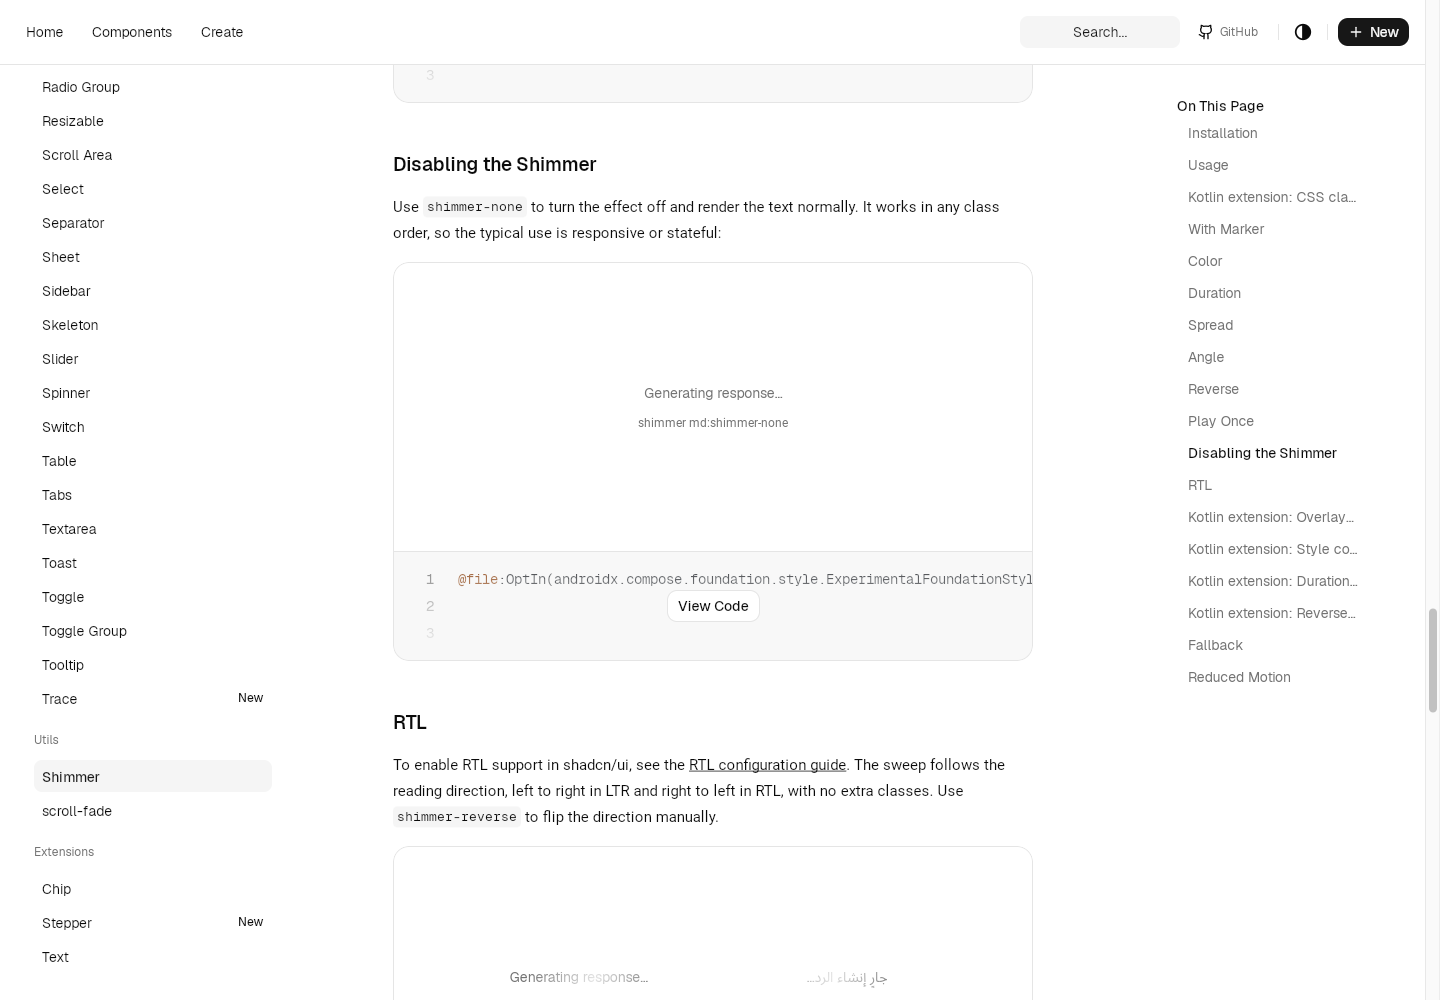 Home
Components
Create
Search...
GitHub
New
Radio Group
Resizable
Scroll Area
Select
Separator
Sheet
Sidebar
Skeleton
Slider
Spinner
Switch
Table
Tabs
Textarea
Toast
Toggle
Toggle Group
Tooltip
Trace New
Utils
Shimmer
scroll-fade
Extensions
Chip
Stepper New
Text
3
Disabling the Shimmer
Use shimmer-none to turn the effect off and render the text normally. It works in any class
order, so the typical use is responsive or stateful:
Generating response...
shimmer md:shimmer-none
1 @file:OptIn(androidx.compose.foundation.style.ExperimentalFoundationStyl
2
View Code
3
RTL
To enable RTL support in shadcn/ui, see the RTL configuration guide. The sweep follows the
reading direction, left to right in LTR and right to left in RTL, with no extra classes. Use
shimmer-reverse to flip the direction manually.
Generating response...
جارٍ إنشاء الرد...
On This Page
Installation
Usage
Kotlin extension: CSS cla...
With Marker
Color
Duration
Spread
Angle
Reverse
Play Once
Disabling the Shimmer
RTL
Kotlin extension: Overlay...
Kotlin extension: Style co...
Kotlin extension: Duration...
Kotlin extension: Reverse...
Fallback
Reduced Motion